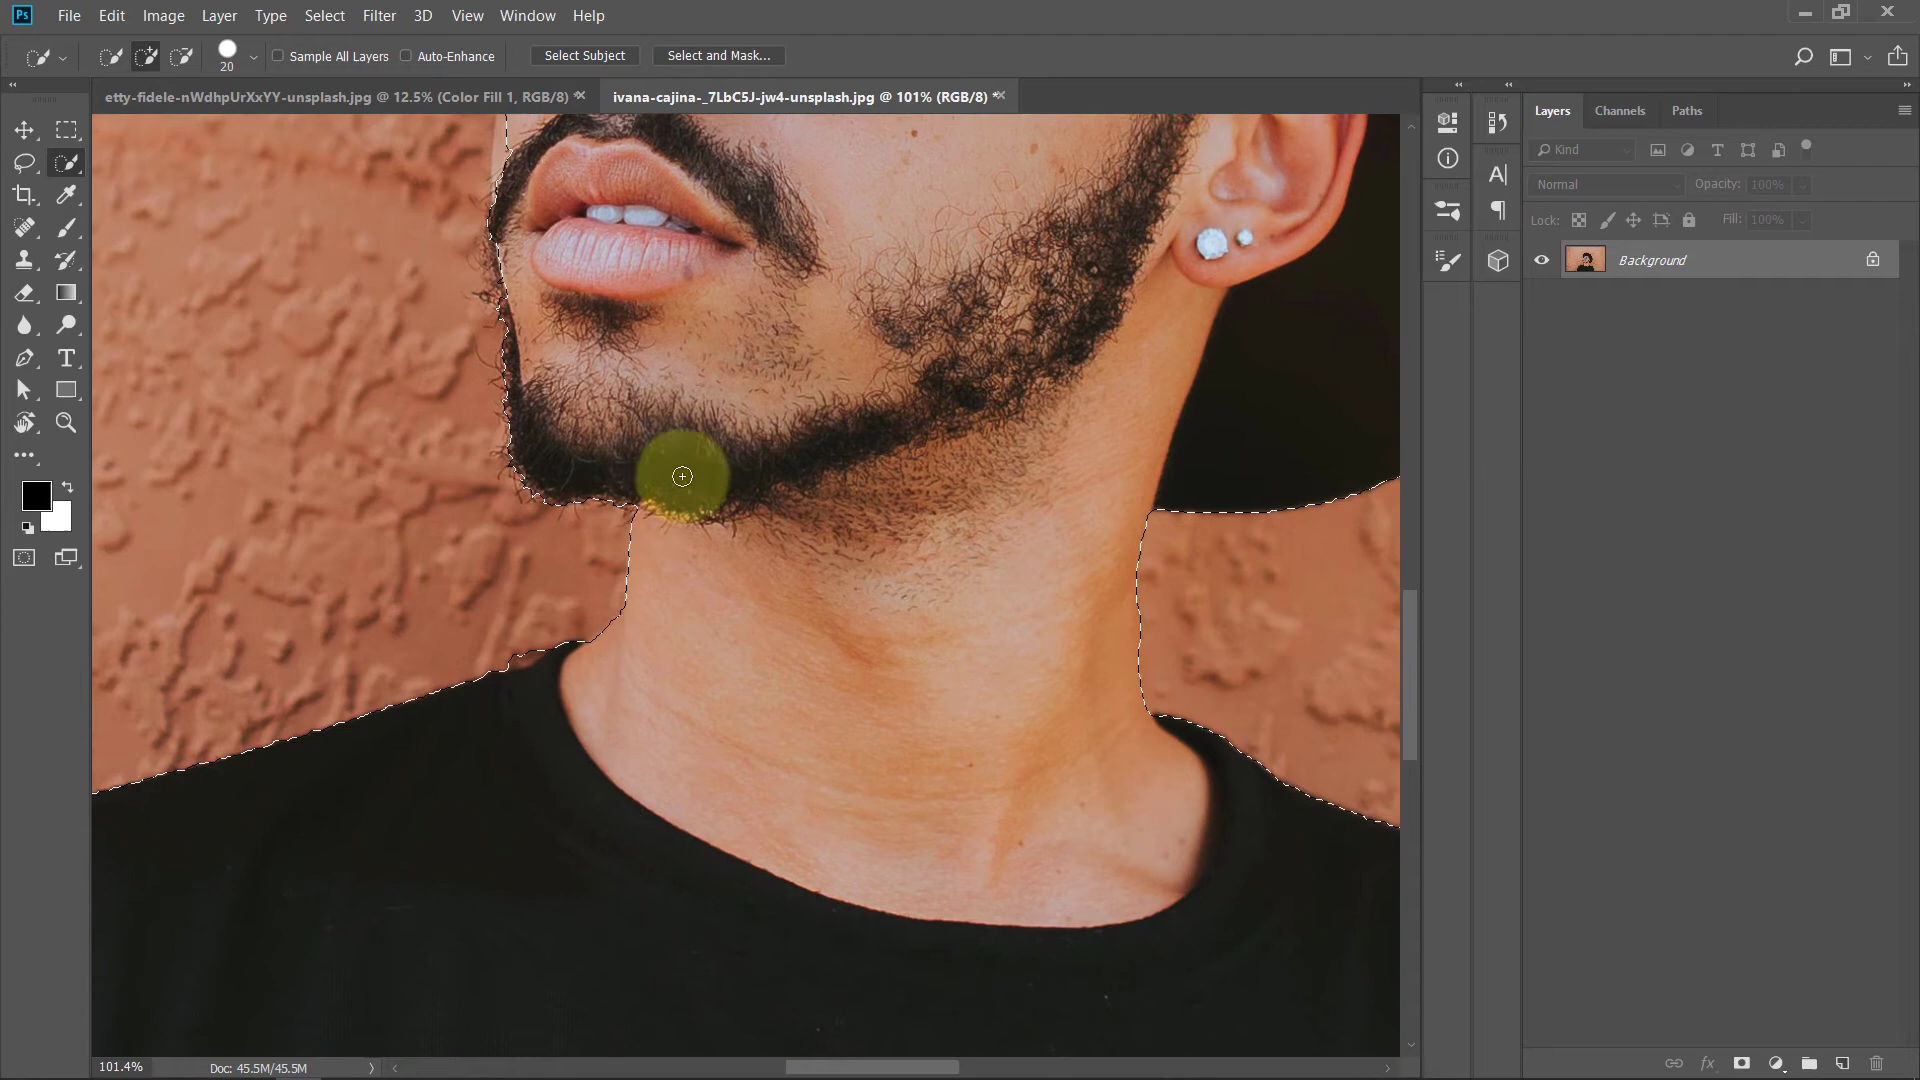 Ps File Edit Image Layer Type Select Filter 3D View Window Help
20 Sample All Layers Auto-Enhance Select Subject Select and Mask...
etty-fidele-nWdhpUrXxYY-unsplash.jpg @ 12.5% (Color Fill 1, RGB/8) * ivana-cajina-_7LbC5J-jw4-unsplash.jpg @ 101% (RGB/8) *
Layers Channels Paths
Kind
Normal Opacity: 100%
Lock: Fill: 100%
Background
101.4% Doc: 45.5M/45.5M